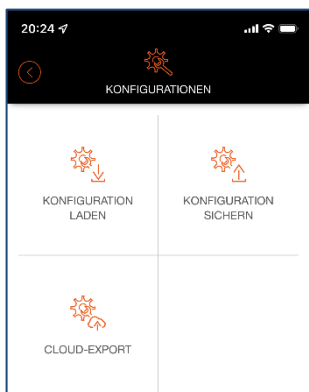 20:24
KONFIGURATIONEN
KONFIGURATION
LADEN
KONFIGURATION
SICHERN
CLOUD-EXPORT